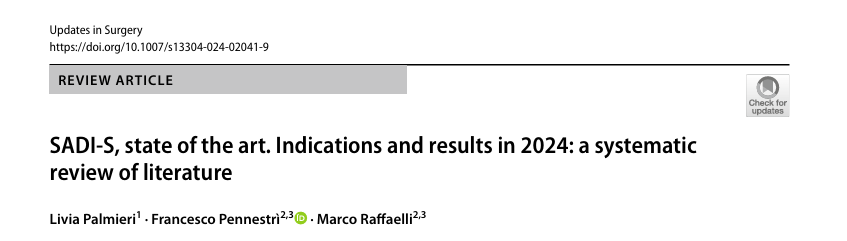 Updates in Surgery
https://doi.org/10.1007/s13304-024-02041-9
REVIEW ARTICLE
Check for
updates
SADI-S, state of the art. Indications and results in 2024: a systematic
review of literature
Livia Palmieri1 · Francesco Pennestrì2,3 iD · Marco Raffaelli2,3